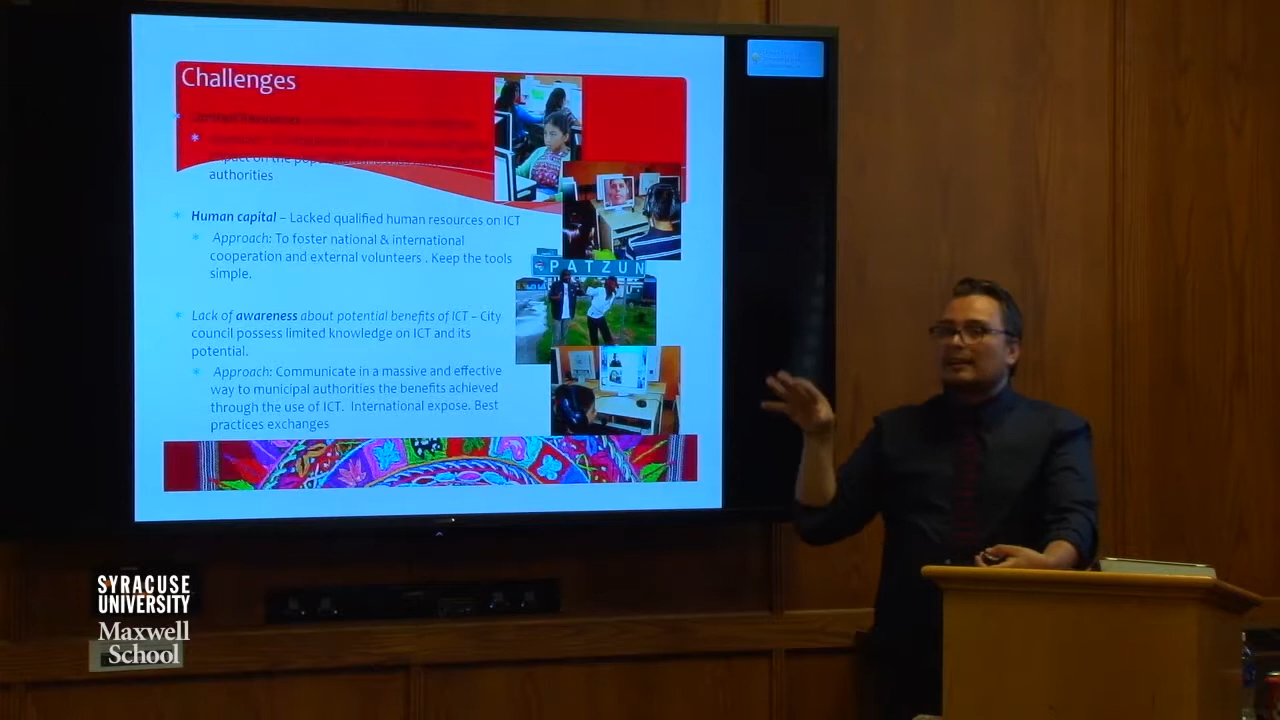 Challenges
authorities
Human capital – Lacked qualified human resources on ICT
Approach: To foster national & international
cooperation and external volunteers . Keep the tools
simple.
Lack of awareness about potential benefits of ICT – City
council possess limited knowledge on ICT and its
potential.
Approach: Communicate in a massive and effective
way to municipal authorities the benefits achieved
through the use of ICT. International expose. Best
practices exchanges
PATZUN
SYRACUSE
UNIVERSITY
Maxwell
School